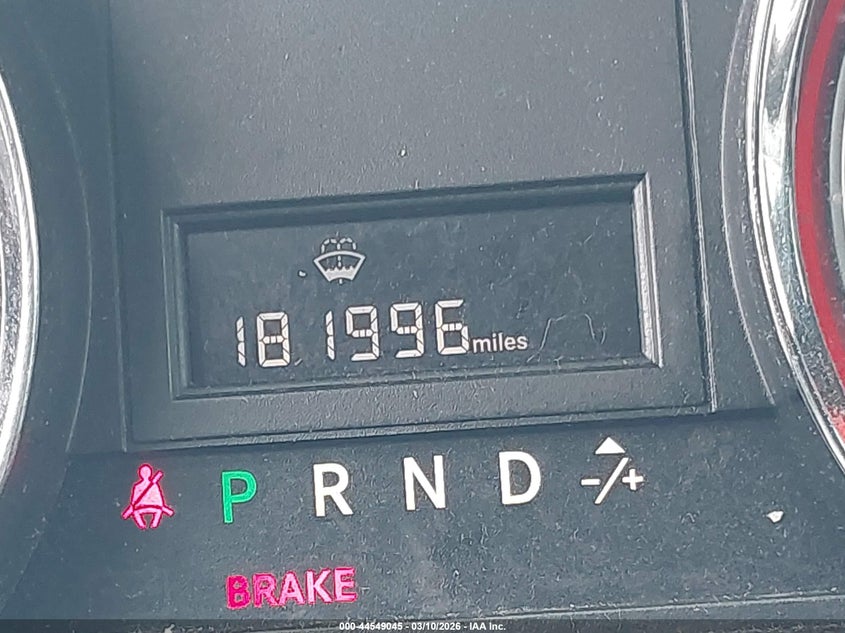 181996 miles
P R N D -/+
BRAKE
000-44549045 - 03/10/2026 - IAA Inc.